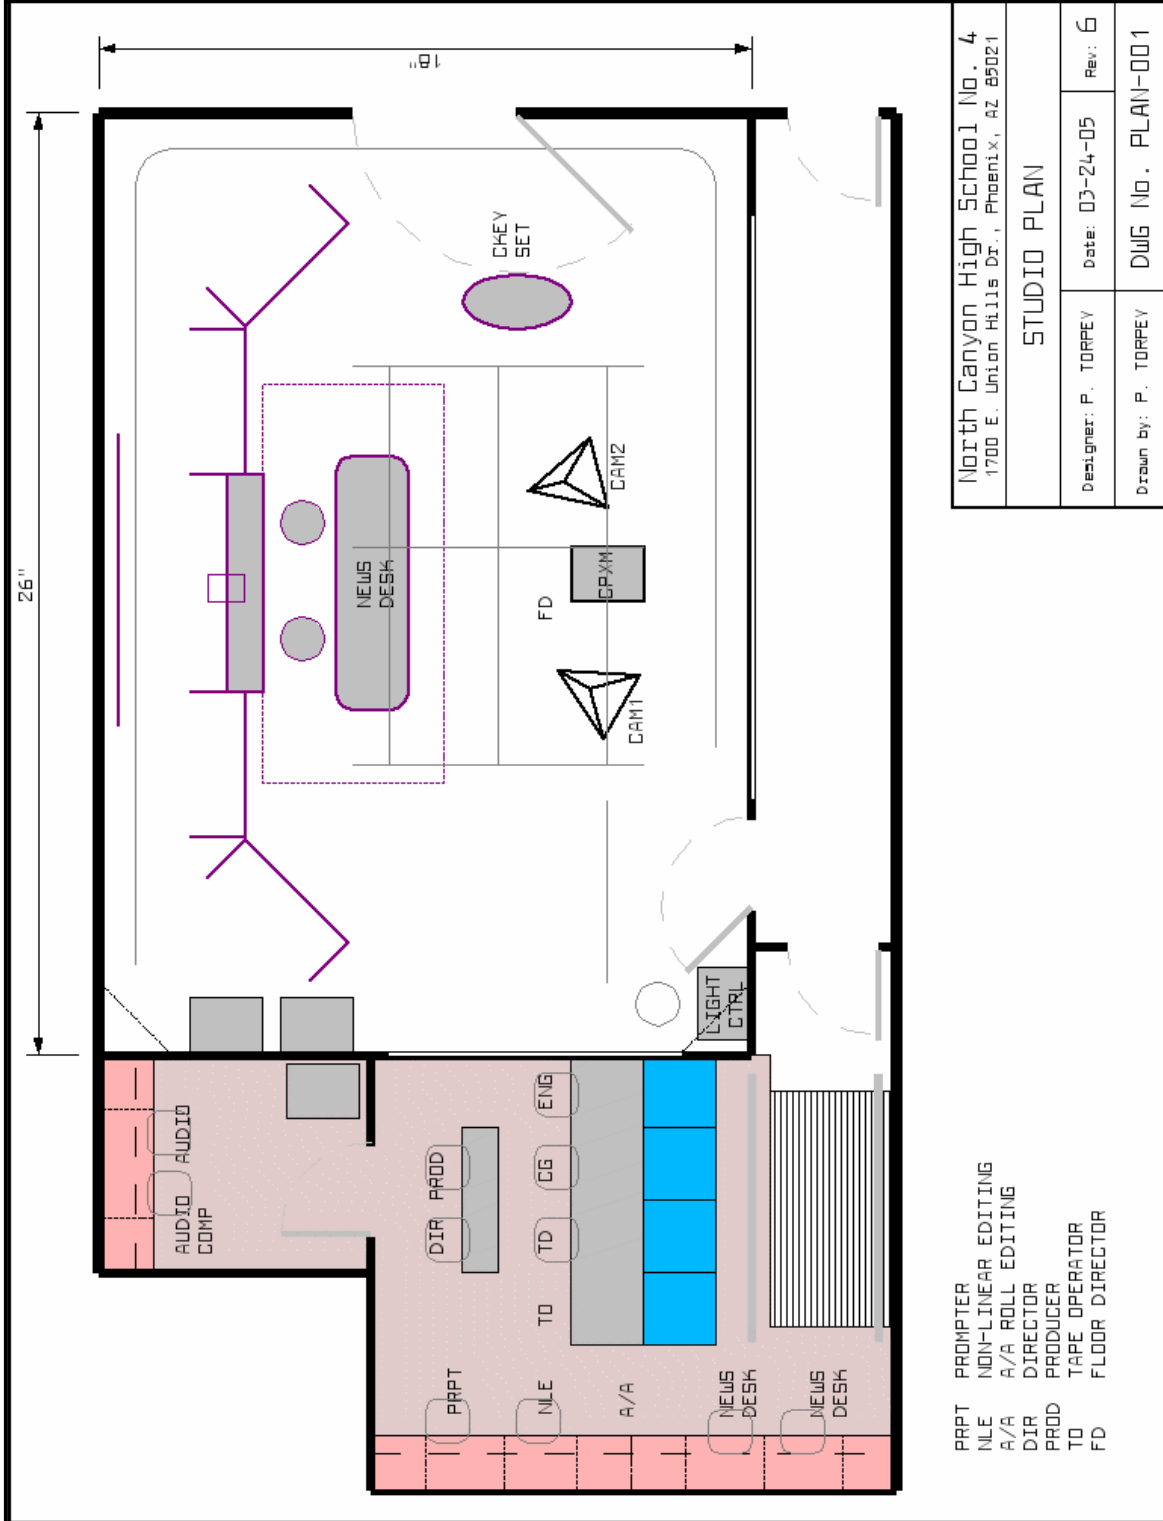 26"
18"
CKEY
SET
NEWS
DESK
CAM2
CPXM
FD
CAM1
LIGHT
CTRL
AUDIO
AUDIO
COMP
ENG
CG
TD
TO
PROD
DIR
PRPT
NLE
A/A
NEWS
DESK
NEWS
DESK
PRPT PROMPTER
NLE NON-LINEAR EDITING
A/A A/A ROLL EDITING
DIR DIRECTOR
PROD PRODUCER
TO TAPE OPERATOR
FD FLOOR DIRECTOR
North Canyon High School No. 4
1700 E. Union Hills Dr., Phoenix, AZ 85021
STUDIO PLAN
Designer: P. TORPEY Date: 03-24-05 Rev: 6
Drawn by: P. TORPEY DWG No. PLAN-001